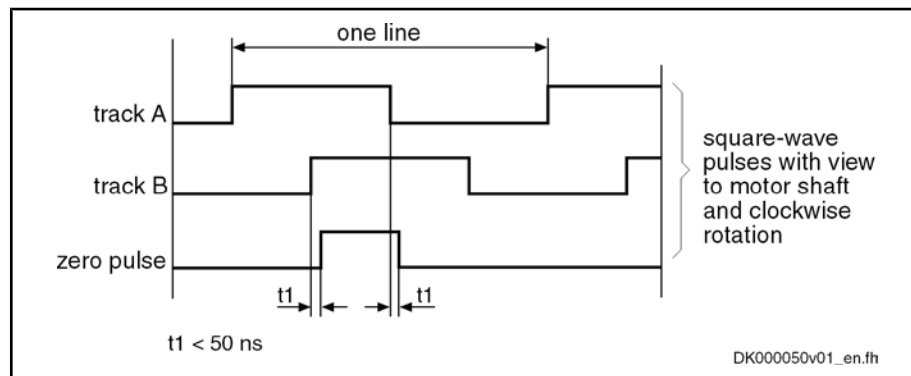 one line
track A
track B
zero pulse
t1
t1
t1 < 50 ns
square-wave
pulses with view
to motor shaft
and clockwise
rotation
DK000050v01_en.fh